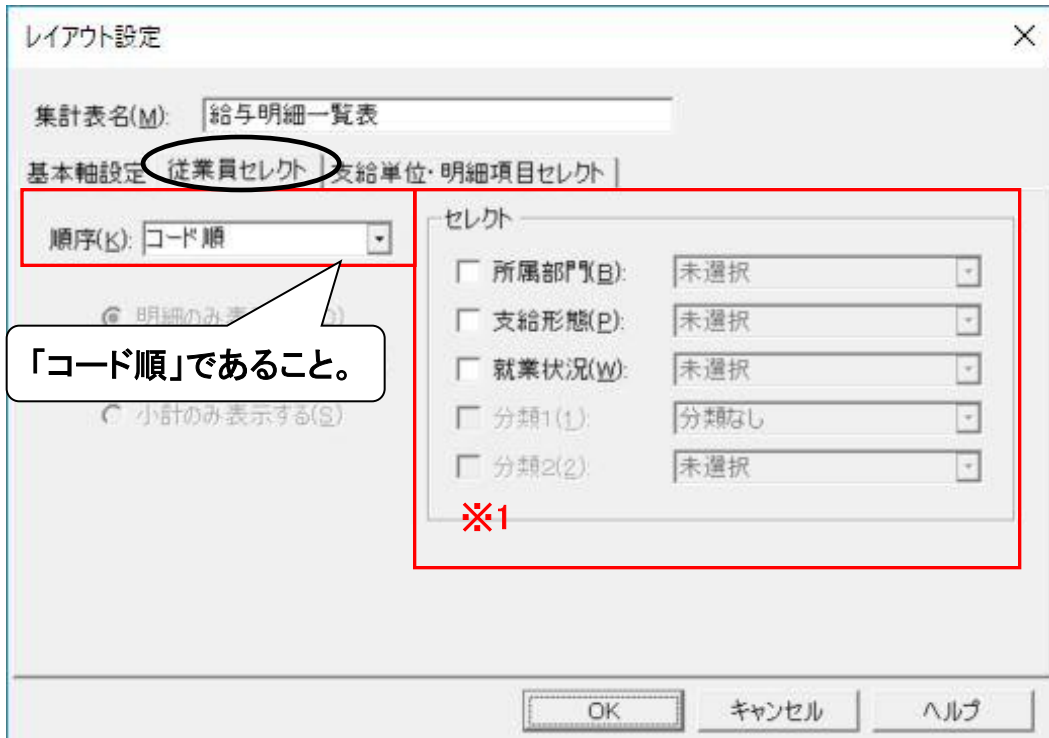 レイアウト設定
集計表名(M): 給与明細一覧表
基本軸設定 従業員セレクト 支給単位・明細項目セレクト
順序(K): コード順
「コード順」であること。
小計のみ表示する(S)
セレクト
所属部門(B): 未選択
支給形態(P): 未選択
就業状況(W): 未選択
分類1(1): 分類なし
分類2(2): 未選択
※1
OK キャンセル ヘルプ